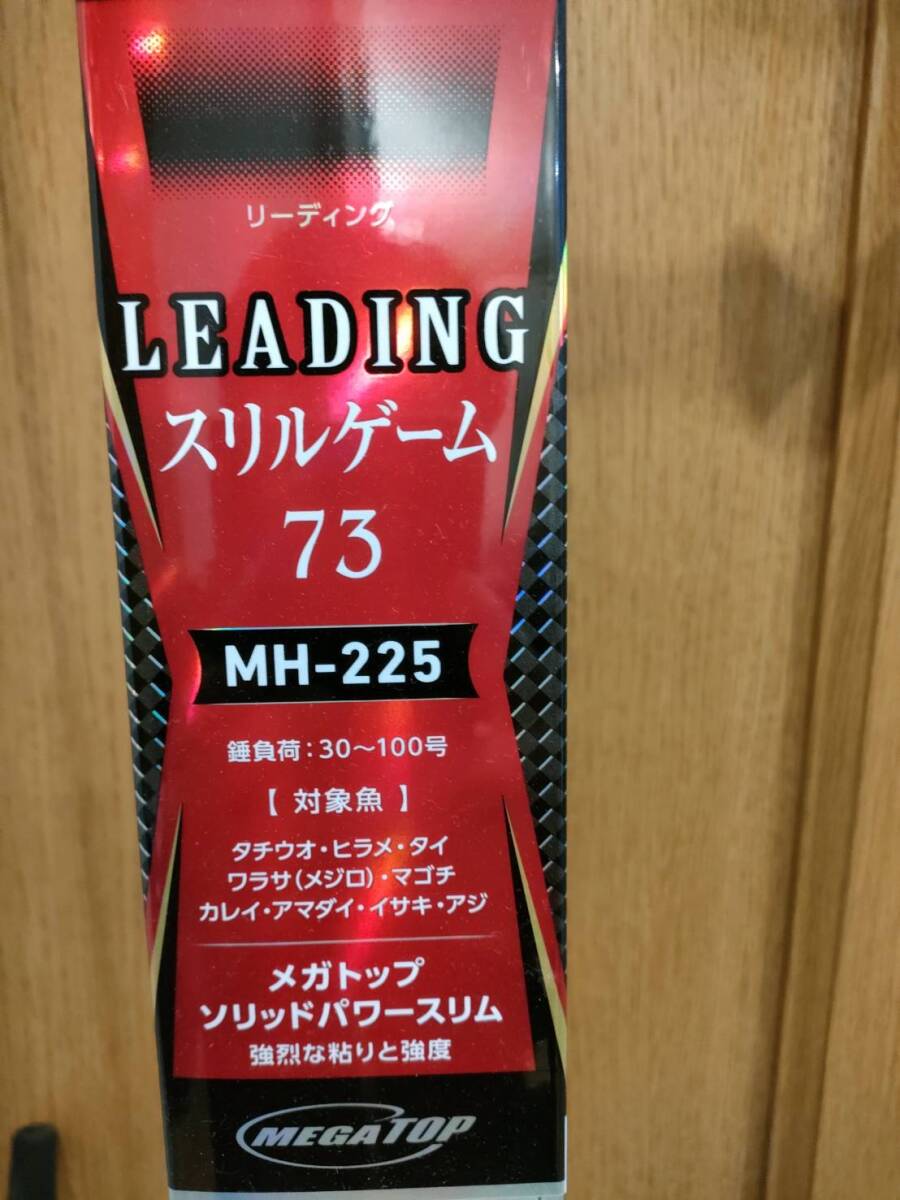 リーディング
LEADING
スリルゲーム
73
MH-225
錘負荷:30〜100号
【 対象魚 】
タチウオ・ヒラメ・タイ
ワラサ(メジロ)・マゴチ
カレイ・アマダイ・イサキ・アジ
メガトップ
ソリッドパワースリム
強烈な粘りと強度
MEGATOP